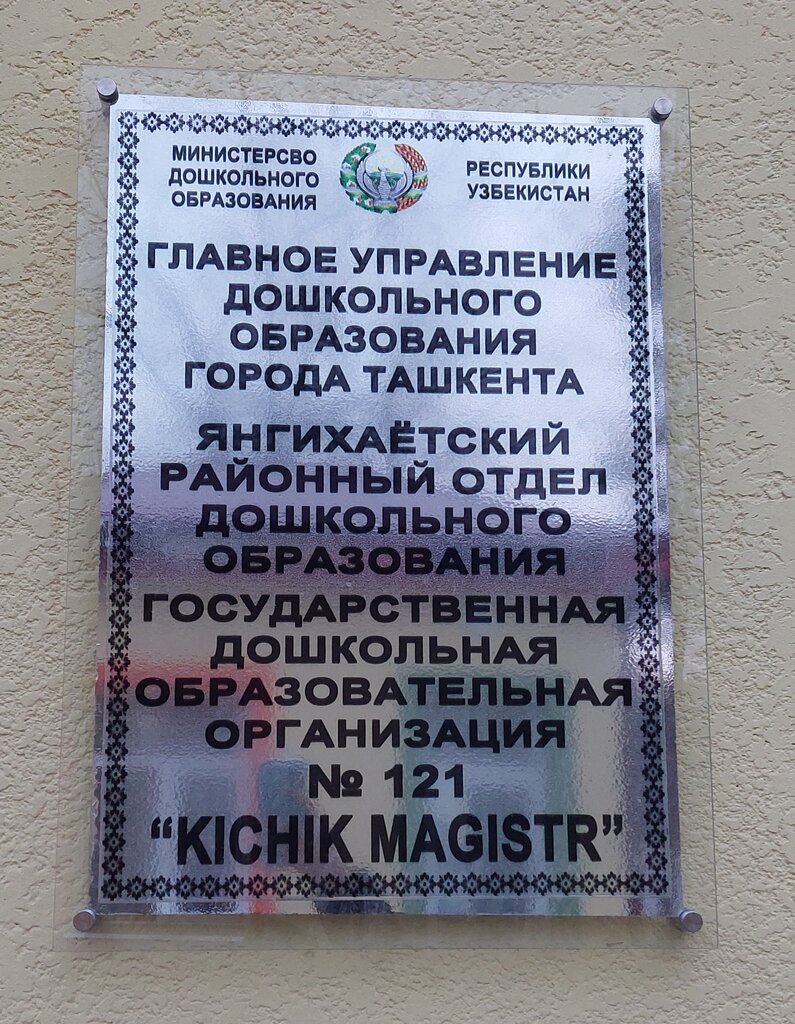 МИНИСТЕРСВО
ДОШКОЛЬНОГО
ОБРАЗОВАНИЯ
РЕСПУБЛИКИ
УЗБЕКИСТАН
ГЛАВНОЕ УПРАВЛЕНИЕ
ДОШКОЛЬНОГО
ОБРАЗОВАНИЯ
ГОРОДА ТАШКЕНТА
ЯНГИХАЁТСКИЙ
РАЙОННЫЙ ОТДЕЛ
ДОШКОЛЬНОГО
ОБРАЗОВАНИЯ
ГОСУДАРСТВЕННАЯ
ДОШКОЛЬНАЯ
ОБРАЗОВАТЕЛЬНАЯ
ОРГАНИЗАЦИЯ
№ 121
“KICHIK MAGISTR”